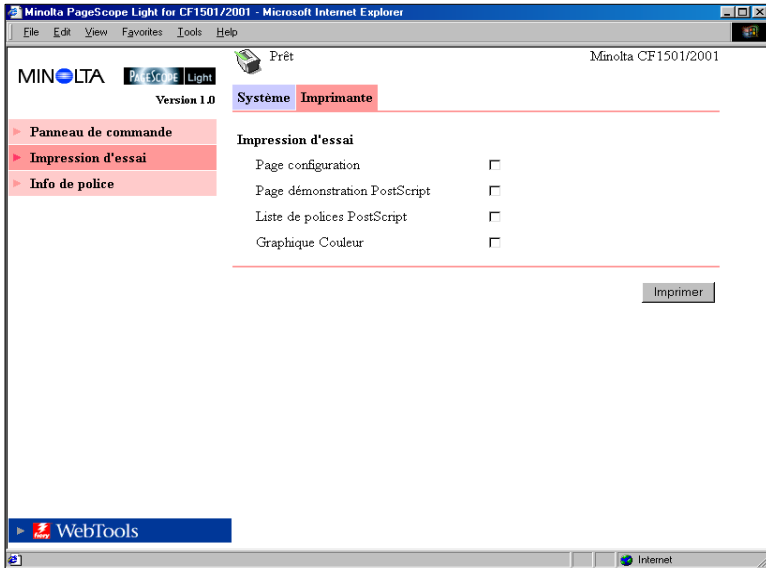 Minolta PageScope Light for CF1501/2001 - Microsoft Internet Explorer
File Edit View Favorites Tools Help
MINOLTA PAGESCOPE Light
Version 1.0
Prêt
Minolta CF1501/2001
Système Imprimante
Panneau de commande
Impression d'essai
Info de police
Impression d'essai
Page configuration
Page démonstration PostScript
Liste de polices PostScript
Graphique Couleur
Imprimer
fiery WebTools
Internet